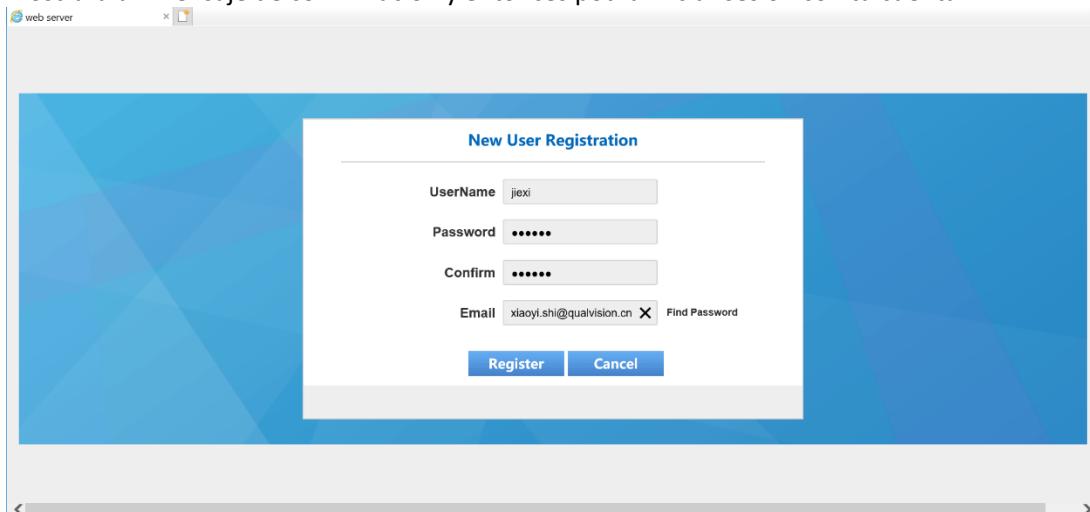 web server
New User Registration
UserName jiexi
Password ••••••
Confirm ••••••
Email xiaoyi.shi@qualvision.cn Find Password
Register Cancel